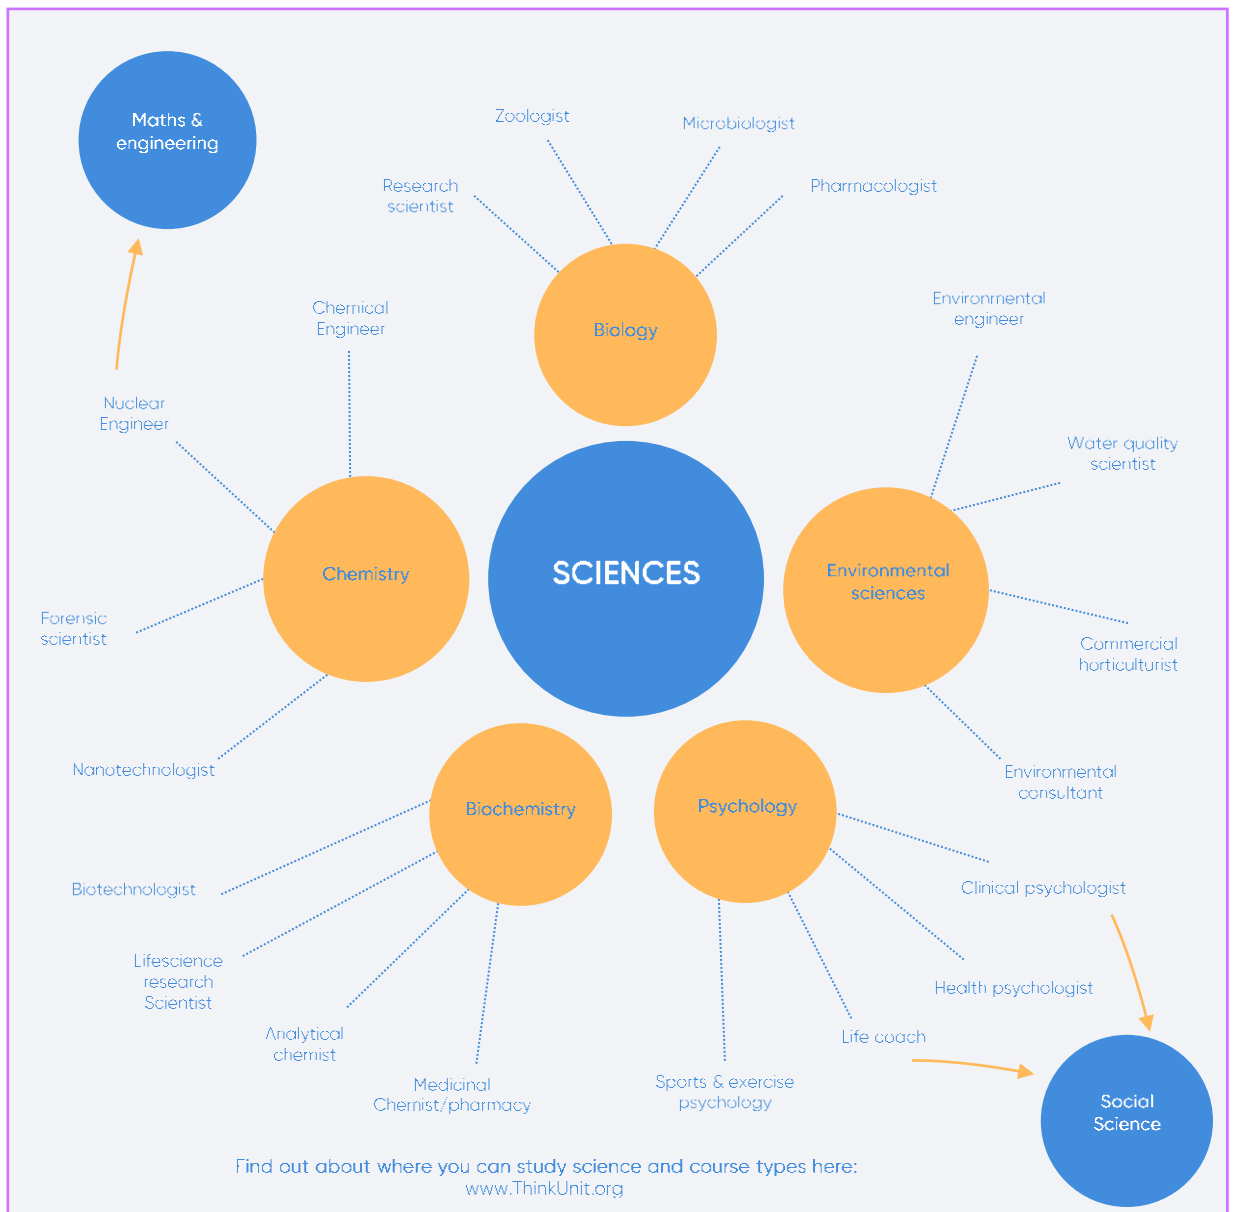 Maths &
engineering
Zoologist
Microbiologist
Research
scientist
Pharmacologist
Chemical
Engineer
Biology
Environmental
engineer
Nuclear
Engineer
Water quality
scientist
Chemistry
SCIENCES
Environmental
sciences
Forensic
scientist
Commercial
horticulturist
Nanotechnologist
Environmental
consultant
Biochemistry
Psychology
Biotechnologist
Clinical psychologist
Lifescience
research
Scientist
Health psychologist
Analytical
chemist
Life coach
Medicinal
Chemist/pharmacy
Sports & exercise
psychology
Social
Science
Find out about where you can study science and course types here:
www.ThinkUnit.org